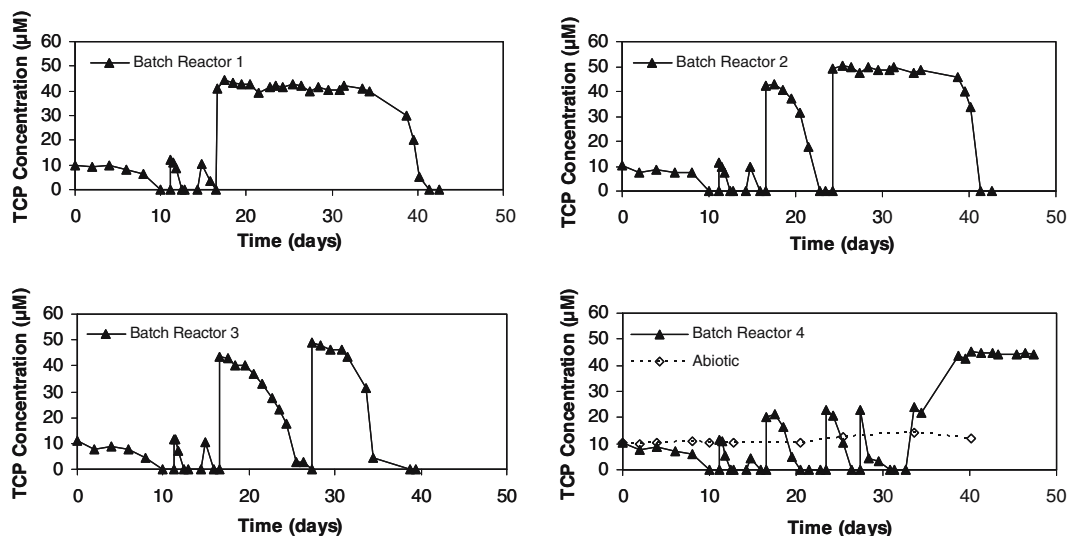 TCP Concentration (µM)
60
50
40
30
20
10
0
Batch Reactor 1
0 10 20 30 40 50
Time (days)
TCP Concentration (µM)
60
50
40
30
20
10
0
Batch Reactor 2
0 10 20 30 40 50
Time (days)
TCP Concentration (µM)
60
50
40
30
20
10
0
Batch Reactor 3
0 10 20 30 40 50
Time (days)
TCP Concentration (µM)
60
50
40
30
20
10
0
Batch Reactor 4
Abiotic
0 10 20 30 40 50
Time (days)